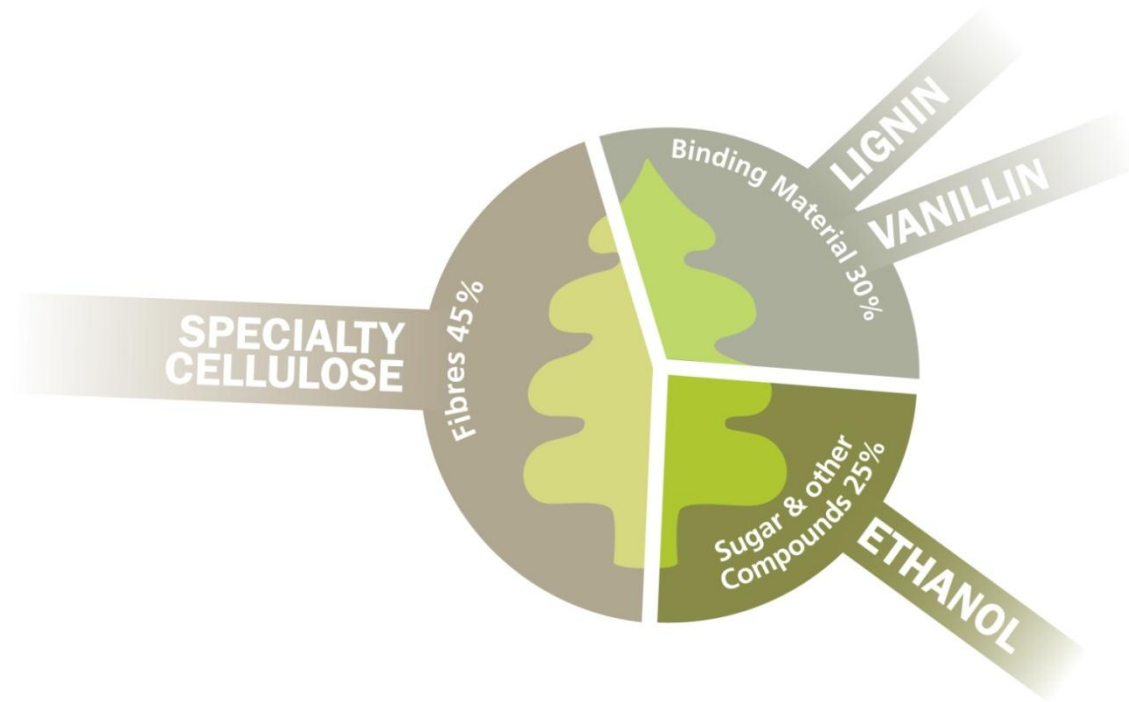 SPECIALTY
CELLULOSE
Fibres 45%
Binding Material 30%
LIGNIN
VANILLIN
Sugar & other
Compounds 25%
ETHANOL